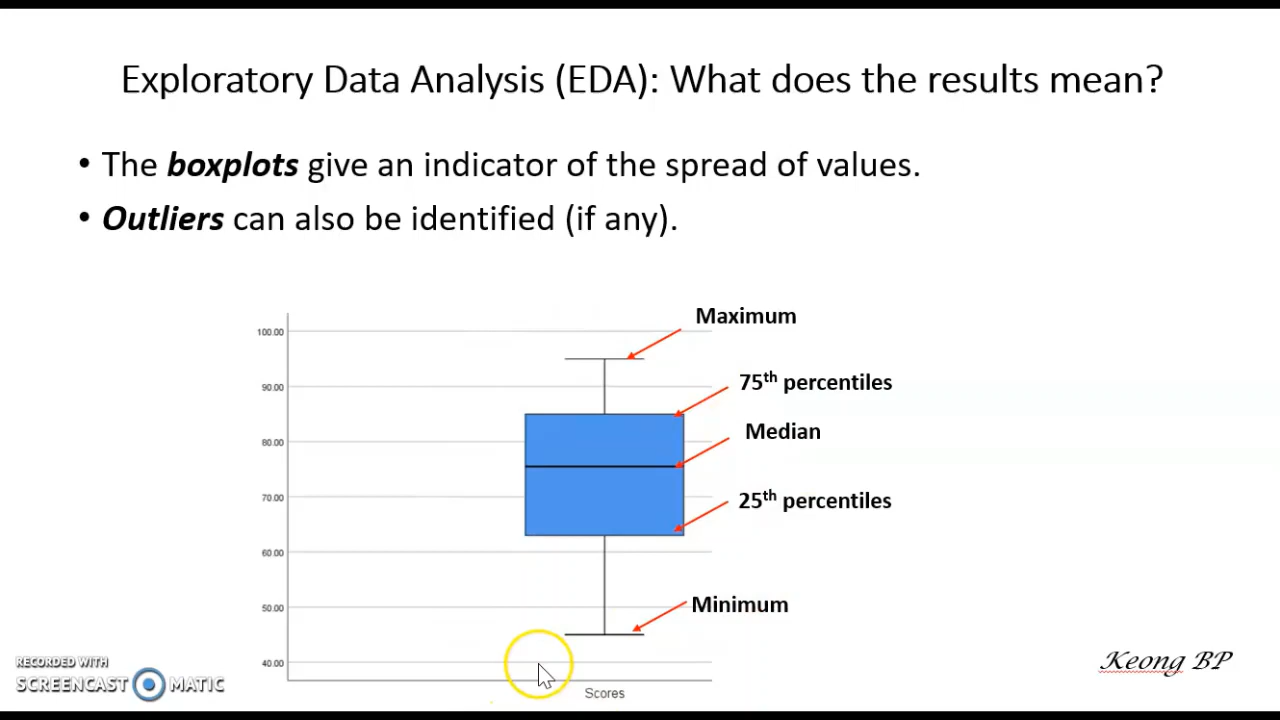 Exploratory Data Analysis (EDA): What does the results mean?
• The boxplots give an indicator of the spread of values.
• Outliers can also be identified (if any).
Maximum
100.00
75th percentiles
90.00
Median
80.00
70.00
25th percentiles
60.00
50.00
Minimum
40.00
Scores
RECORDED WITH
SCREENCAST MATIC
Keong BP